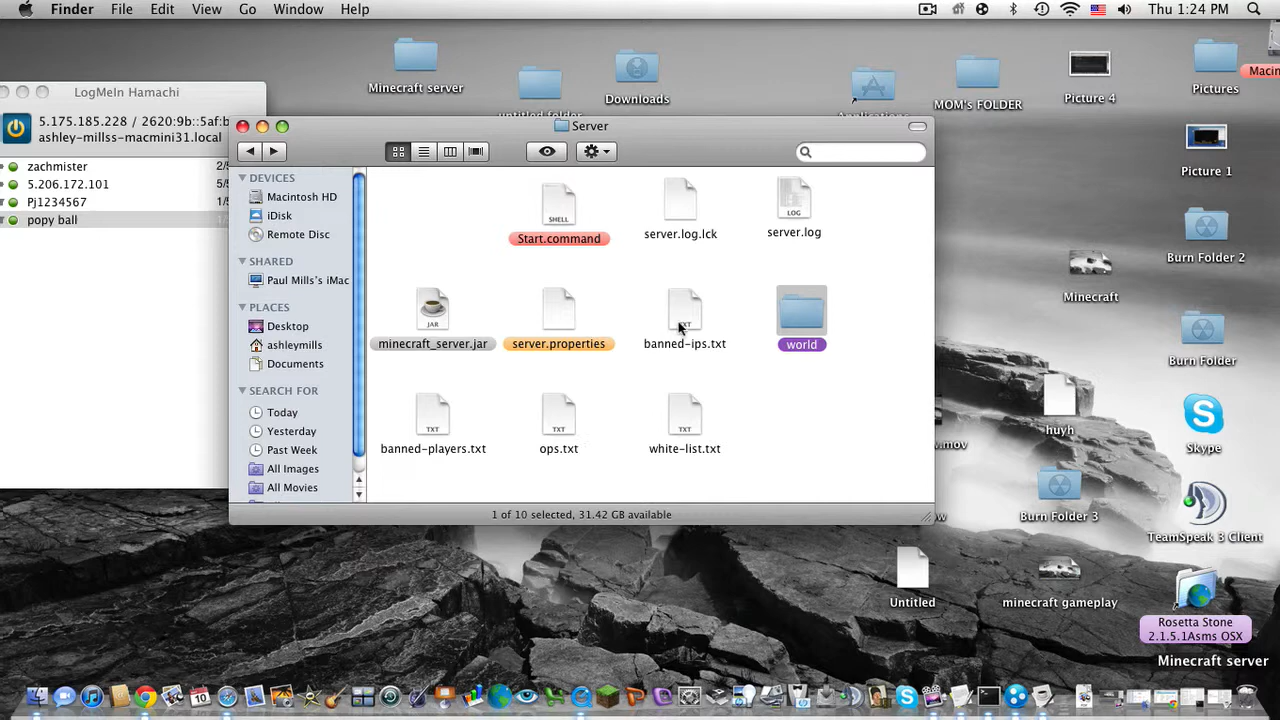 Finder File Edit View Go Window Help
Thu 1:24 PM
Minecraft server
Downloads
MOM'S FOLDER
Picture 4
Pictures
Picture 1
Burn Folder 2
Minecraft
Burn Folder
huyh
Skype
Burn Folder 3
TeamSpeak 3 Client
Untitled
minecraft gameplay
Rosetta Stone
2.1.5.1Asms OSX
Minecraft server
LogMeIn Hamachi
5.175.185.228 / 2620:9b::5af:b
ashley-millss-macmini31.local
zachmister
5.206.172.101
Pj1234567
popy ball
Server
DEVICES
Macintosh HD
iDisk
Remote Disc
SHARED
Paul Mills's iMac
PLACES
Desktop
ashleymills
Documents
SEARCH FOR
Today
Yesterday
Past Week
All Images
All Movies
SHELL
Start.command
server.log.lck
LOG
server.log
JAR
minecraft_server.jar
server.properties
banned-ips.txt
world
TXT
banned-players.txt
TXT
ops.txt
TXT
white-list.txt
1 of 10 selected, 31.42 GB available